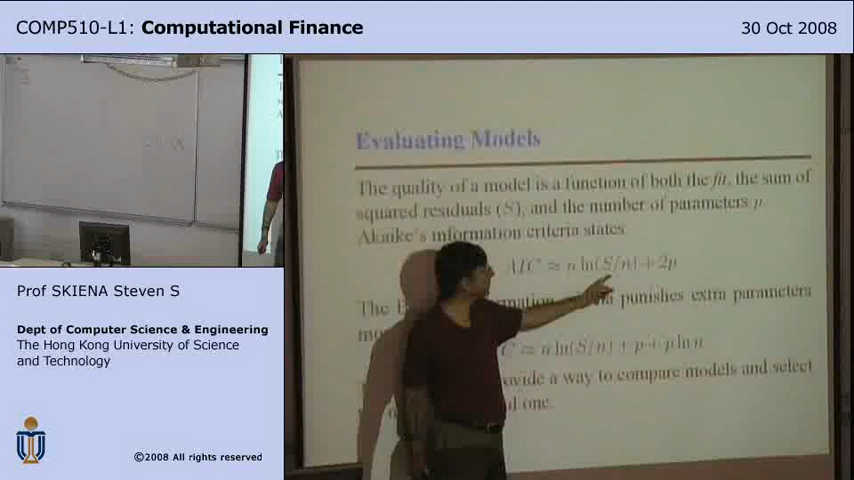 COMP510-L1: Computational Finance
30 Oct 2008
Evaluating Models
The quality of a model is a function of both the fit, the sum of
squared residuals (S), and the number of parameters p.
Akaike's information criteria states
AIC ≈ n ln(S/n) + 2p
The punishes extra parameters
C ≈ n ln(S/n) + p + p ln n
a way to compare models and select
one.
Prof SKIENA Steven S
Dept of Computer Science & Engineering
The Hong Kong University of Science
and Technology
©2008 All rights reserved